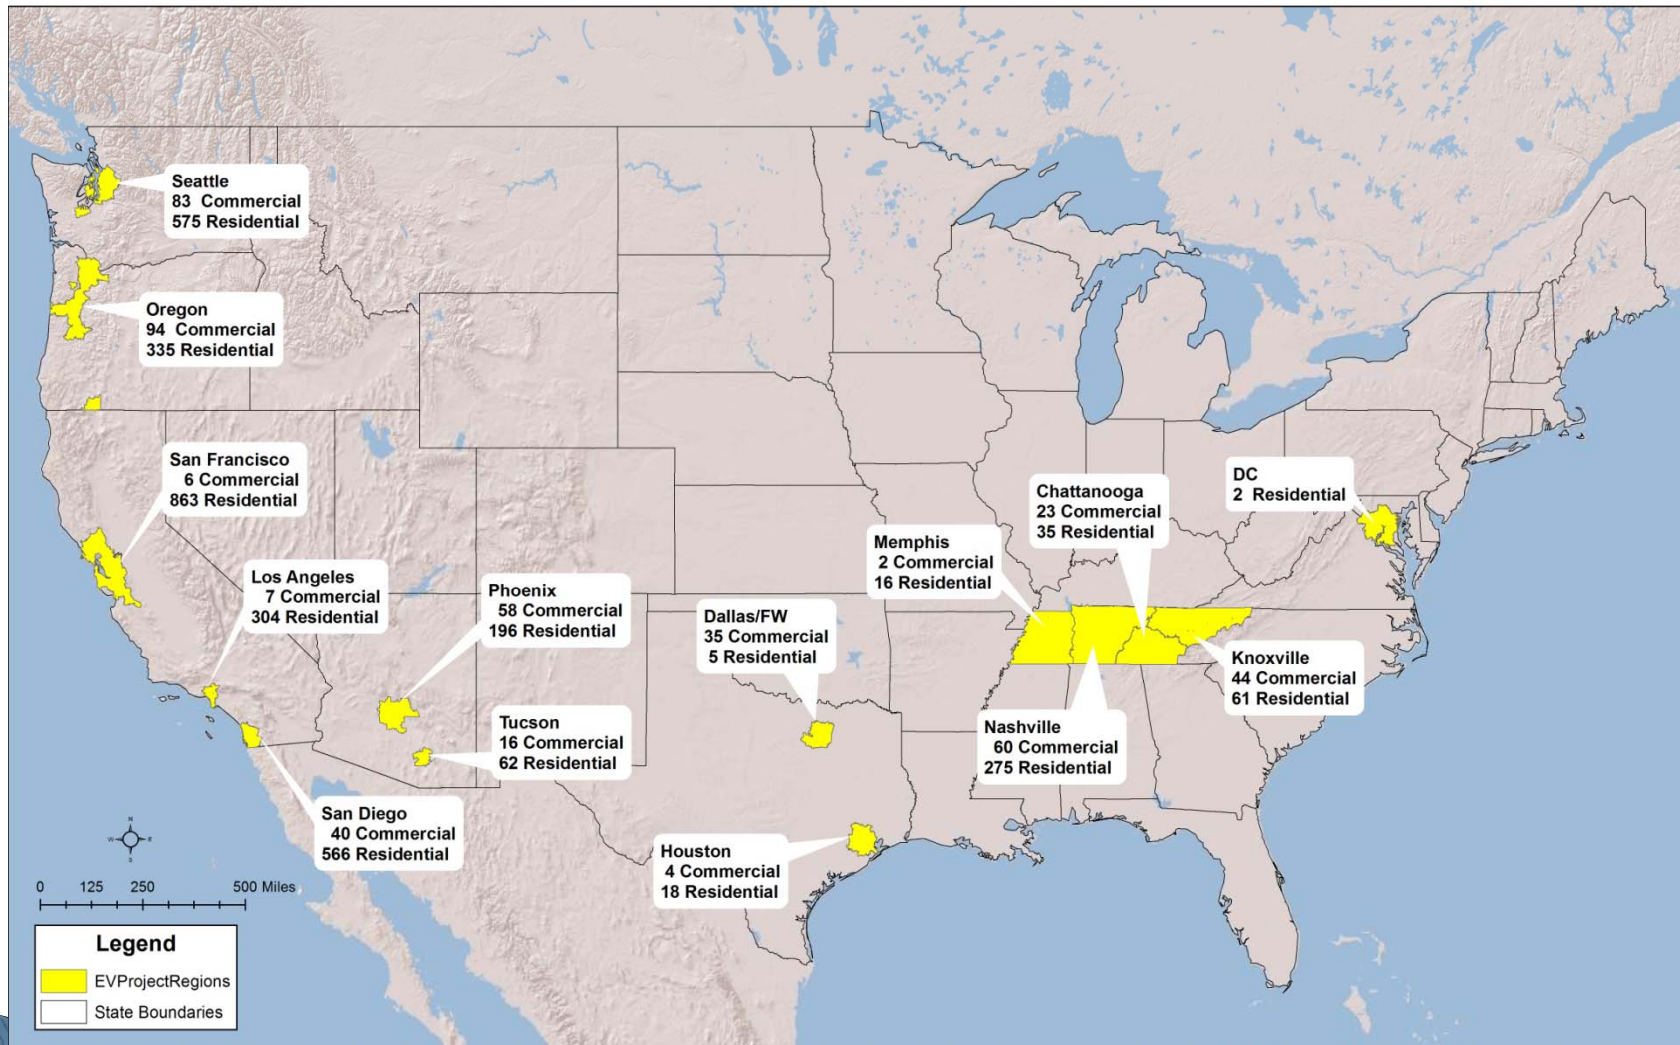 Seattle
83 Commercial
575 Residential
Oregon
94 Commercial
335 Residential
San Francisco
6 Commercial
863 Residential
Los Angeles
7 Commercial
304 Residential
Phoenix
58 Commercial
196 Residential
Tucson
16 Commercial
62 Residential
San Diego
40 Commercial
566 Residential
Dallas/FW
35 Commercial
5 Residential
Houston
4 Commercial
18 Residential
Memphis
2 Commercial
16 Residential
Chattanooga
23 Commercial
35 Residential
DC
2 Residential
Nashville
60 Commercial
275 Residential
Knoxville
44 Commercial
61 Residential
N
W E
S
0 125 250 500 Miles
Legend
EVProjectRegions
State Boundaries